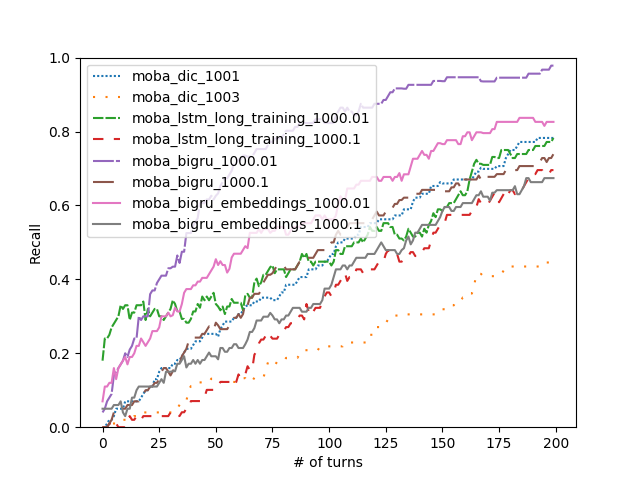 1.0
0.8
0.6
0.4
0.2
0.0
Recall
moba_dic_1001
moba_dic_1003
moba_lstm_long_training_1000.01
moba_lstm_long_training_1000.1
moba_bigru_1000.01
moba_bigru_1000.1
moba_bigru_embeddings_1000.01
moba_bigru_embeddings_1000.1
0 25 50 75 100 125 150 175 200
# of turns